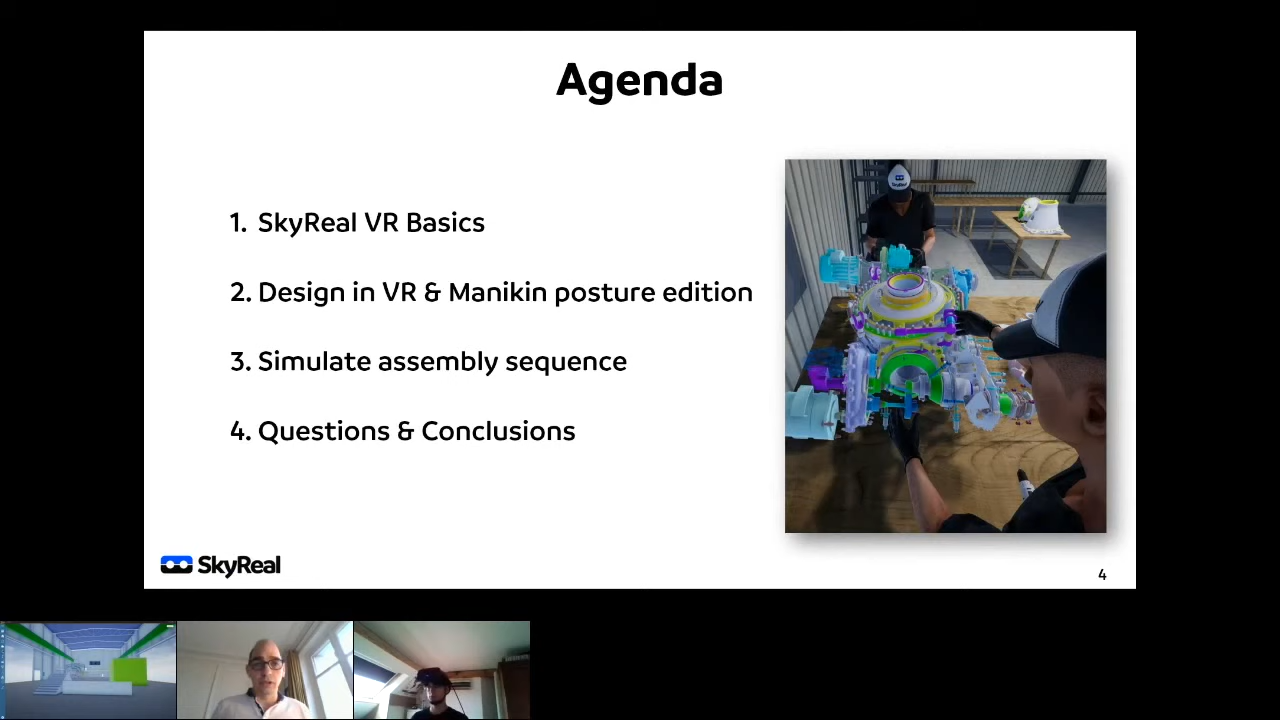 Agenda
1. SkyReal VR Basics
2. Design in VR & Manikin posture edition
3. Simulate assembly sequence
4. Questions & Conclusions
SkyReal
SkyReal
4